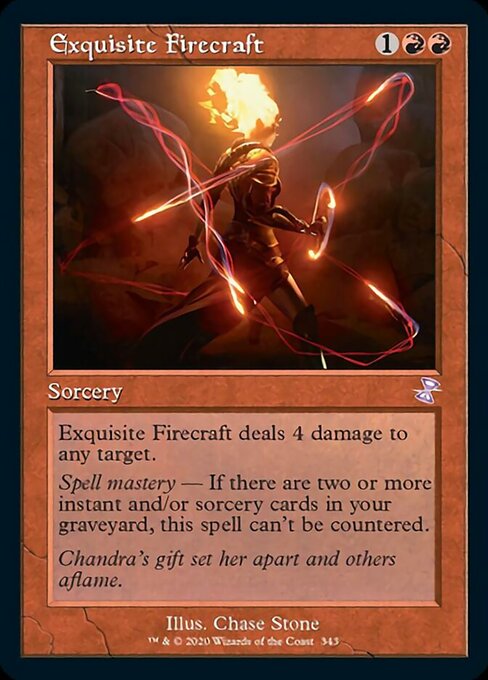 Exquisite Firecraft 1
Sorcery
Exquisite Firecraft deals 4 damage to
any target.
Spell mastery — If there are two or more
instant and/or sorcery cards in your
graveyard, this spell can't be countered.
Chandra's gift set her apart and others
aflame.
Illus. Chase Stone
™ & © 2020 Wizards of the Coast 343